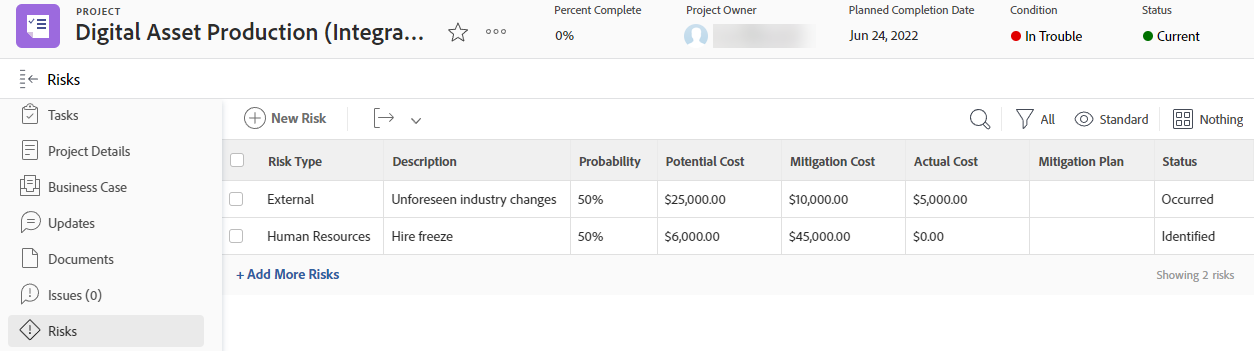 PROJECT
Digital Asset Production (Integra...
Percent Complete
0%
Project Owner
Planned Completion Date
Jun 24, 2022
Condition
In Trouble
Status
Current
Risks
Tasks
Project Details
Business Case
Updates
Documents
Issues (0)
Risks
New Risk
All
Standard
Nothing
Risk Type Description Probability Potential Cost Mitigation Cost Actual Cost Mitigation Plan Status
External Unforeseen industry changes 50% $25,000.00 $10,000.00 $5,000.00 Occurred
Human Resources Hire freeze 50% $6,000.00 $45,000.00 $0.00 Identified
+ Add More Risks
Showing 2 risks